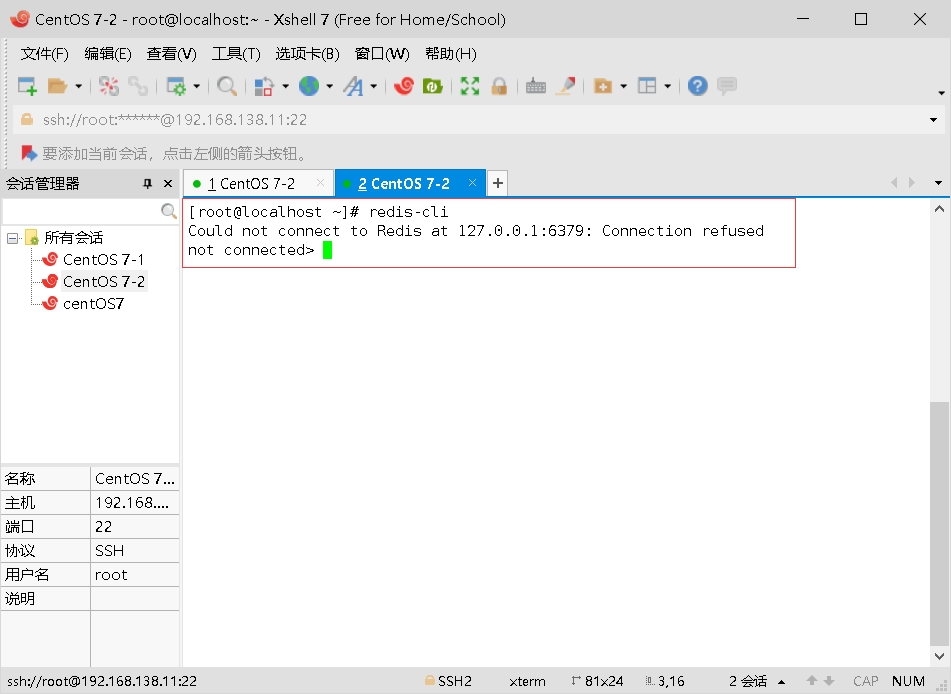 CentOS 7-2 - root@localhost:~ - Xshell 7 (Free for Home/School)
文件(F) 编辑(E) 查看(V) 工具(T) 选项卡(B) 窗口(W) 帮助(H)
ssh://root:******@192.168.138.11:22
要添加当前会话，点击左侧的箭头按钮。
会话管理器
1 CentOS 7-2
2 CentOS 7-2
所有会话
CentOS 7-1
CentOS 7-2
centOS7
[root@localhost ~]# redis-cli
Could not connect to Redis at 127.0.0.1:6379: Connection refused
not connected>
名称 CentOS 7...
主机 192.168....
端口 22
协议 SSH
用户名 root
说明
ssh://root@192.168.138.11:22 SSH2 xterm 81x24 3,16 2 会话 CAP NUM